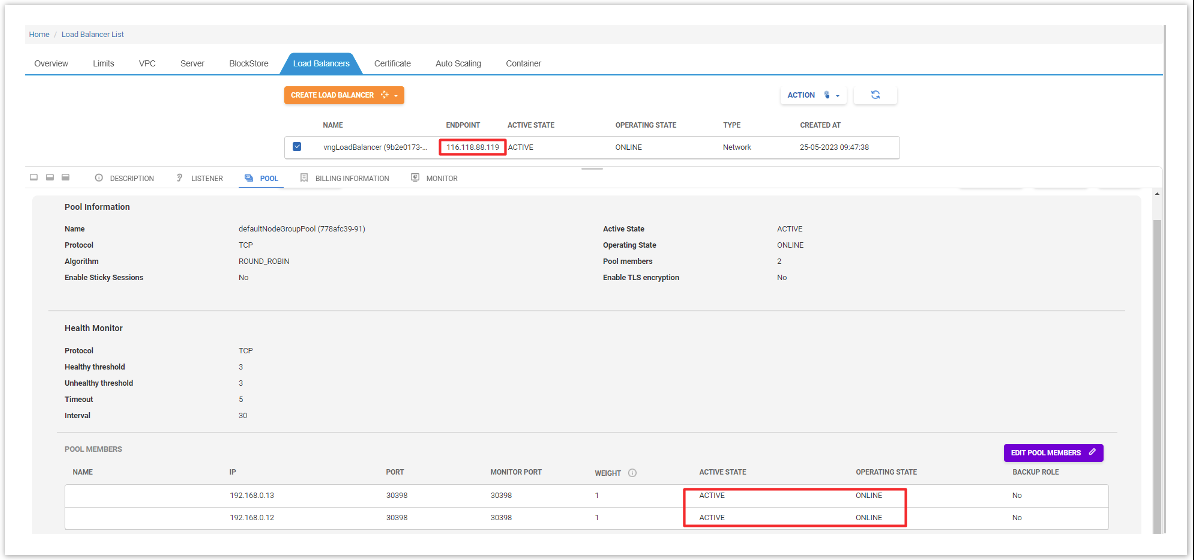 Home / Load Balancer List
Overview Limits VPC Server BlockStore Load Balancers Certificate Auto Scaling Container
CREATE LOAD BALANCER ACTION
NAME ENDPOINT ACTIVE STATE OPERATING STATE TYPE CREATED AT
vngLoadBalancer (9b2e0173-... 116.118.88.119 ACTIVE ONLINE Network 25-05-2023 09:47:38
DESCRIPTION LISTENER POOL BILLING INFORMATION MONITOR
Pool Information
Name defaultNodeGroupPool (778afc39-91) Active State ACTIVE
Protocol TCP Operating State ONLINE
Algorithm ROUND_ROBIN Pool members 2
Enable Sticky Sessions No Enable TLS encryption No
Health Monitor
Protocol TCP
Healthy threshold 3
Unhealthy threshold 3
Timeout 5
Interval 30
POOL MEMBERS EDIT POOL MEMBERS
NAME IP PORT MONITOR PORT WEIGHT ACTIVE STATE OPERATING STATE BACKUP ROLE
192.168.0.13 30398 30398 1 ACTIVE ONLINE No
192.168.0.12 30398 30398 1 ACTIVE ONLINE No